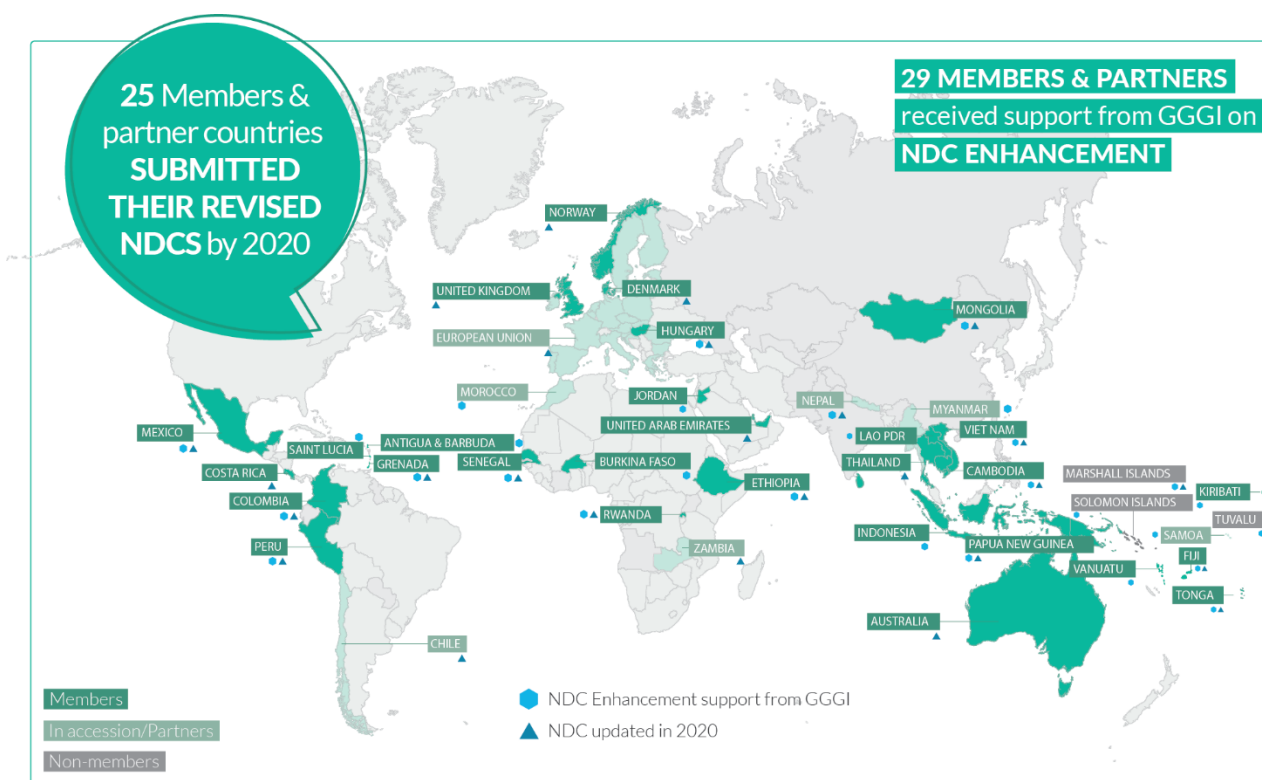 25 Members &
partner countries
SUBMITTED
THEIR REVISED
NDCS by 2020
29 MEMBERS & PARTNERS
received support from GGGI on
NDC ENHANCEMENT
NORWAY
UNITED KINGDOM
DENMARK
EUROPEAN UNION
HUNGARY
MONGOLIA
MOROCCO
JORDAN
NEPAL
MYANMAR
MEXICO
SAINT LUCIA
ANTIGUA & BARBUDA
UNITED ARAB EMIRATES
LAO PDR
VIET NAM
COSTA RICA
GRENADA
SENEGAL
BURKINA FASO
THAILAND
CAMBODIA
MARSHALL ISLANDS
COLOMBIA
ETHIOPIA
KIRIBATI
SOLOMON ISLANDS
RWANDA
TUVALU
PERU
ZAMBIA
INDONESIA
PAPUA NEW GUINEA
SAMOA
FIJI
VANUATU
TONGA
AUSTRALIA
CHILE
Members
In accession/Partners
Non-members
NDC Enhancement support from GGGI
NDC updated in 2020